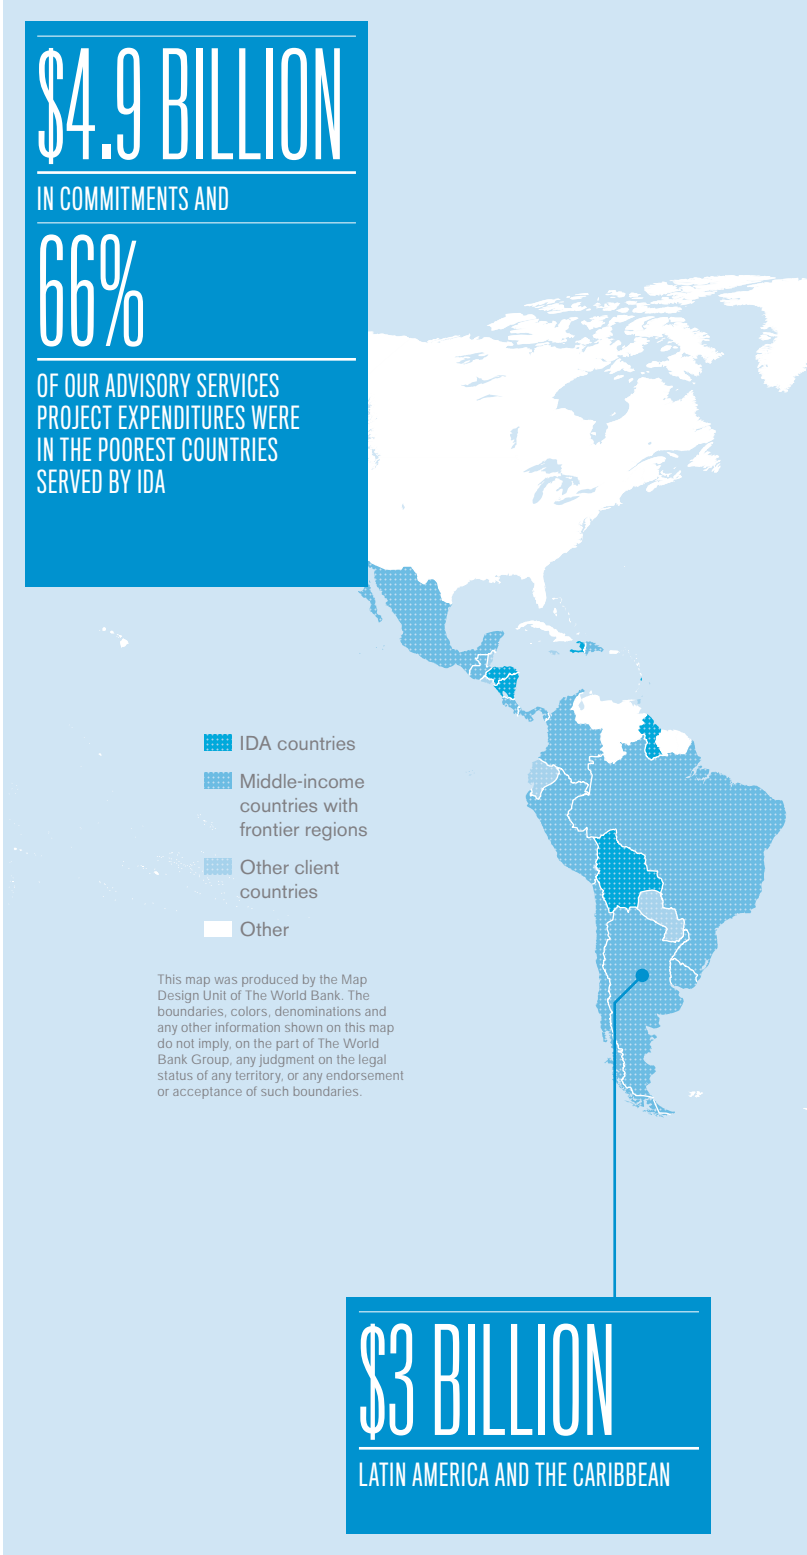 $4.9 BILLION
IN COMMITMENTS AND
66%
OF OUR ADVISORY SERVICES
PROJECT EXPENDITURES WERE
IN THE POOREST COUNTRIES
SERVED BY IDA
IDA countries
Middle-income
countries with
frontier regions
Other client
countries
Other
This map was produced by the Map
Design Unit of The World Bank. The
boundaries, colors, denominations and
any other information shown on this map
do not imply, on the part of The World
Bank Group, any judgment on the legal
status of any territory, or any endorsement
or acceptance of such boundaries.
$3 BILLION
LATIN AMERICA AND THE CARIBBEAN